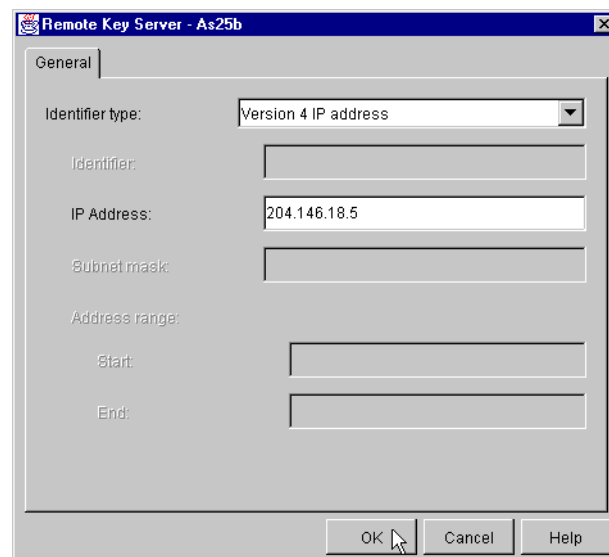 Remote Key Server - As25b
General
Identifier type: Version 4 IP address
Identifier:
IP Address: 204.146.18.5
Subnet mask:
Address range:
Start:
End:
OK Cancel Help